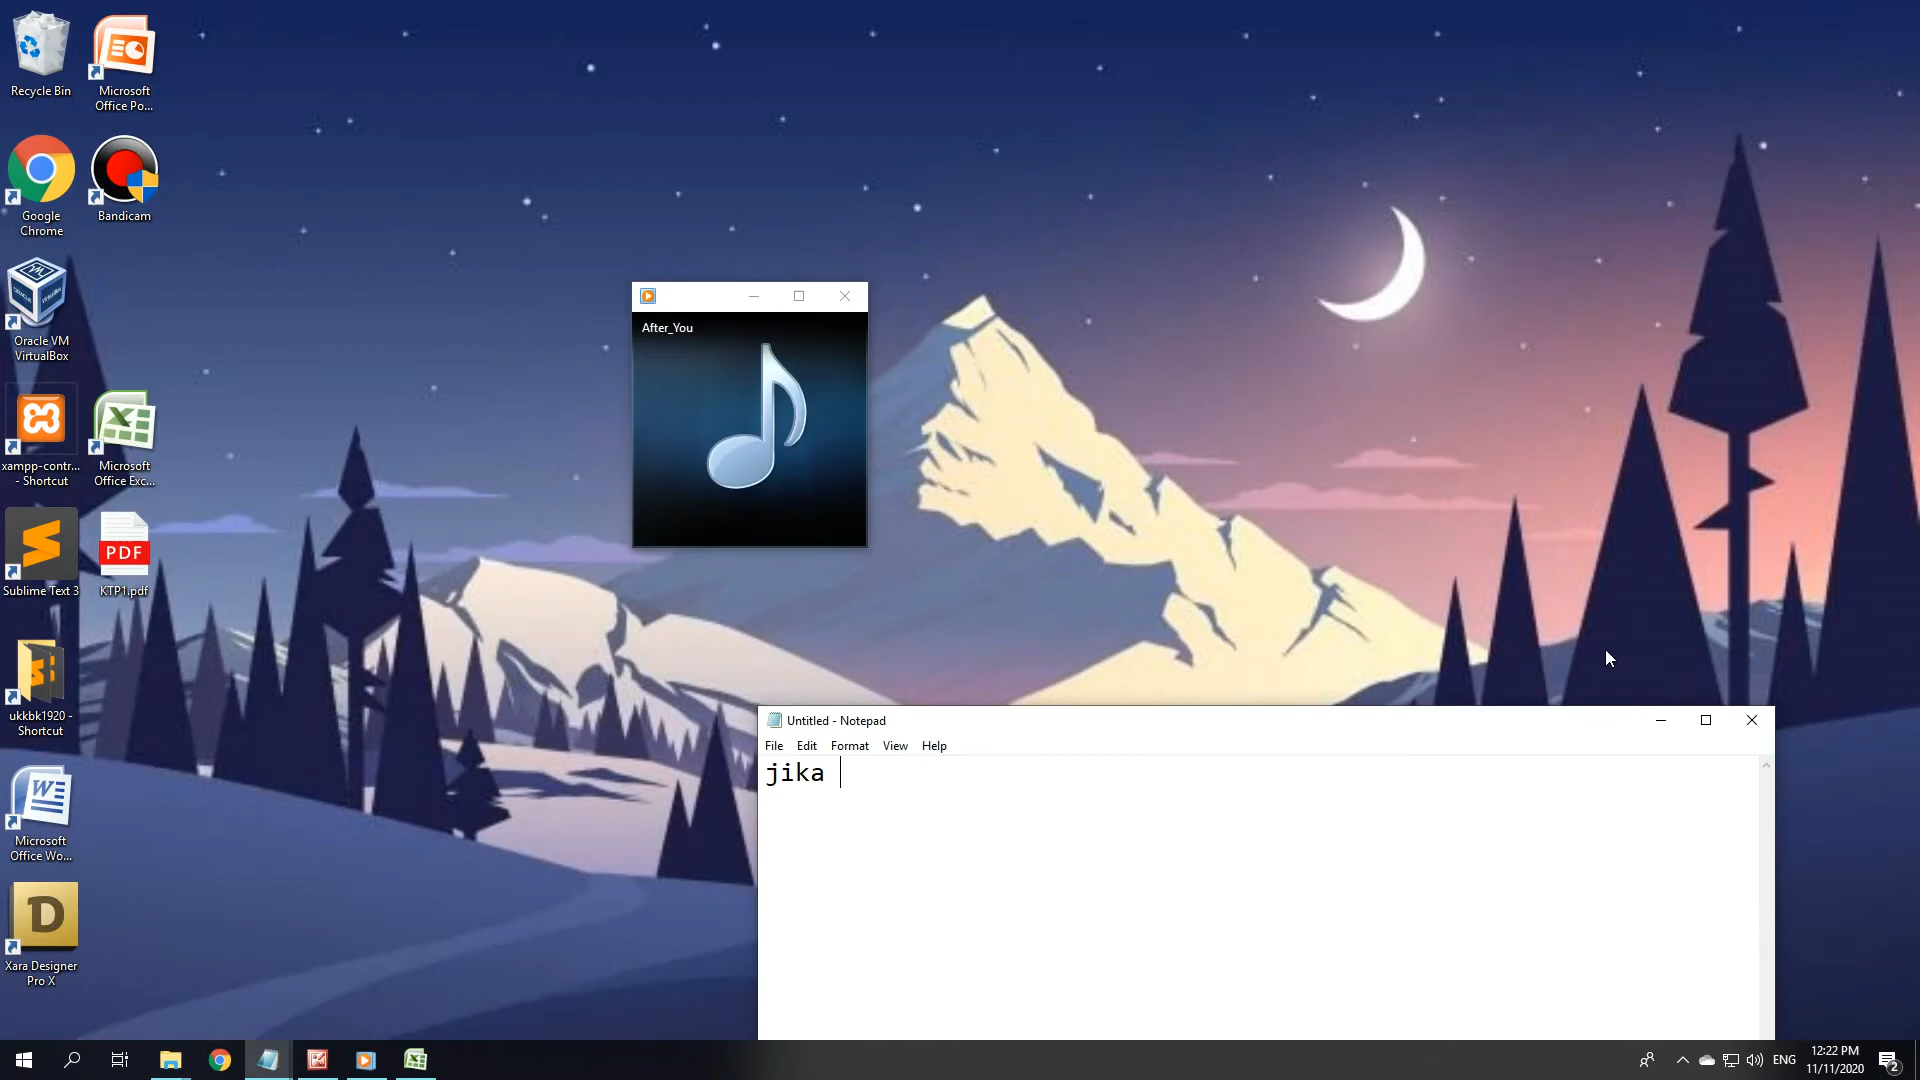 Recycle Bin
Microsoft
Office Po...
Google
Chrome
Bandicam
Oracle VM
VirtualBox
xampp-contr...
- Shortcut
Microsoft
Office Exc...
Sublime Text 3
PDF
KTP1.pdf
ukkbk1920 -
Shortcut
Microsoft
Office Wo...
D
Xara Designer
Pro X
After_You
Untitled - Notepad
File Edit Format View Help
jika
ENG
12:22 PM
11/11/2020
2